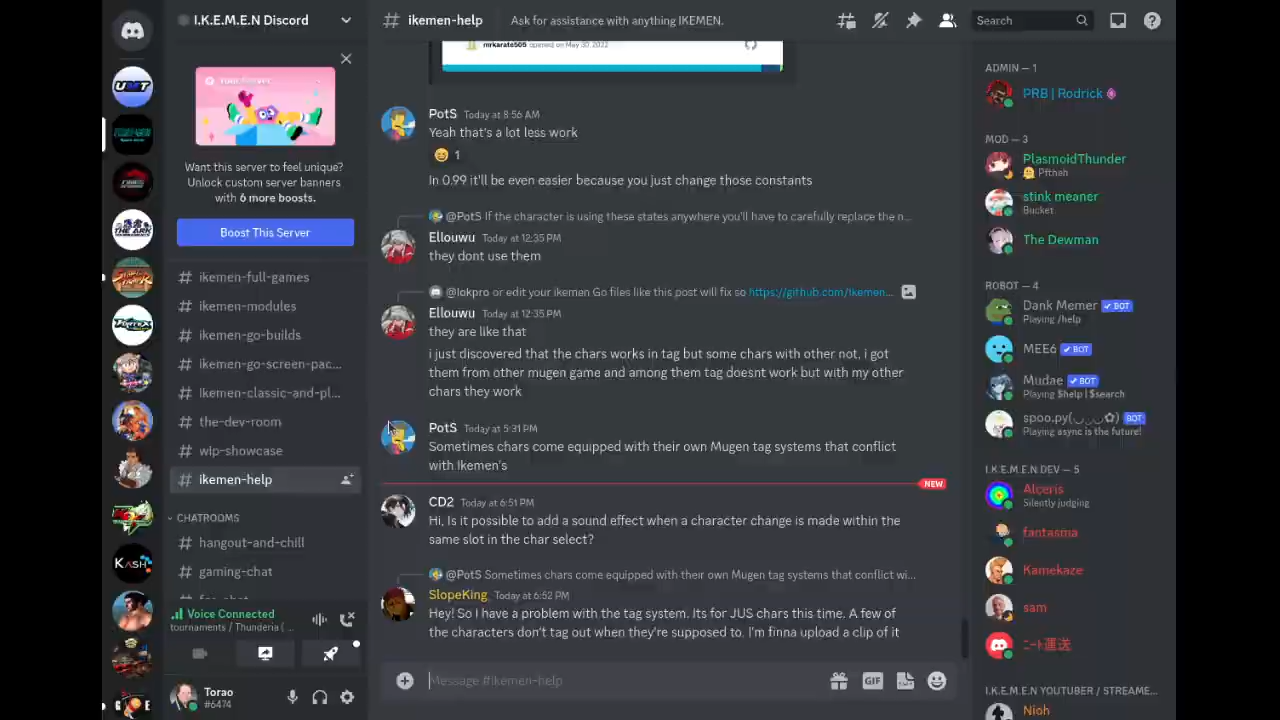 I.K.E.M.E.N Discord
# ikemen-help
Ask for assistance with anything IKEMEN.
Search
Want this server to feel unique?
Unlock custom server banners
with 6 more boosts.
Boost This Server
# ikemen-full-games
# ikemen-modules
# ikemen-go-builds
# ikemen-go-screen-pac...
# ikemen-classic-and-pl...
# the-dev-room
# wip-showcase
# ikemen-help
CHATROOMS
# hangout-and-chill
# gaming-chat
Voice Connected
tournaments / Thunderia ( ...
Torao
#6474
mrkarate505 opened on May 30, 2022
PotS Today at 8:56 AM
Yeah that's a lot less work
1
In 0.99 it'll be even easier because you just change those constants
@PotS If the character is using these states anywhere you'll have to carefully replace the n...
Ellouwu Today at 12:35 PM
they dont use them
@lokpro or edit your ikemen Go files like this post will fix so https://github.com/ikemen...
Ellouwu Today at 12:35 PM
they are like that
i just discovered that the chars works in tag but some chars with other not, i got
them from other mugen game and among them tag doesnt work but with my other
chars they work
PotS Today at 5:31 PM
Sometimes chars come equipped with their own Mugen tag systems that conflict
with Ikemen's
NEW
CD2 Today at 6:51 PM
Hi, Is it possible to add a sound effect when a character change is made within the
same slot in the char select?
@PotS Sometimes chars come equipped with their own Mugen tag systems that conflict wi...
SlopeKing Today at 6:52 PM
Hey! So I have a problem with the tag system. Its for JUS chars this time. A few of
the characters don't tag out when they're supposed to. I'm finna upload a clip of it
Message #ikemen-help
GIF
ADMIN — 1
PRB | Rodrick
MOD — 3
PlasmoidThunder
Pftheh
stink meaner
Bucket
The Dewman
ROBOT — 4
Dank Memer BOT
Playing /help
MEE6 BOT
Mudae BOT
Playing $help | $search
spoo.py(◡‿◡✿) BOT
Playing async is the future!
I.K.E.M.E.N DEV — 5
Alceris
Silently judging
fantasma
Kamekaze
sam
ニート運送
I.K.E.M.E.N YOUTUBER / STREAME...
Nioh